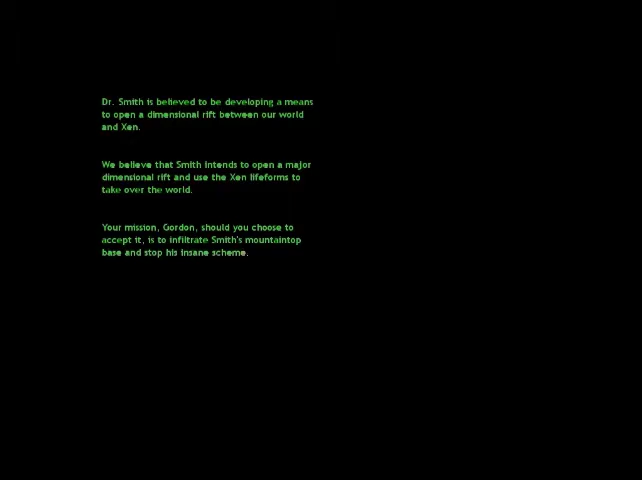 Dr. Smith is believed to be developing a means
to open a dimensional rift between our world
and Xen.
We believe that Smith intends to open a major
dimensional rift and use the Xen lifeforms to
take over the world.
Your mission, Gordon, should you choose to
accept it, is to infiltrate Smith's mountaintop
base and stop his insane scheme.